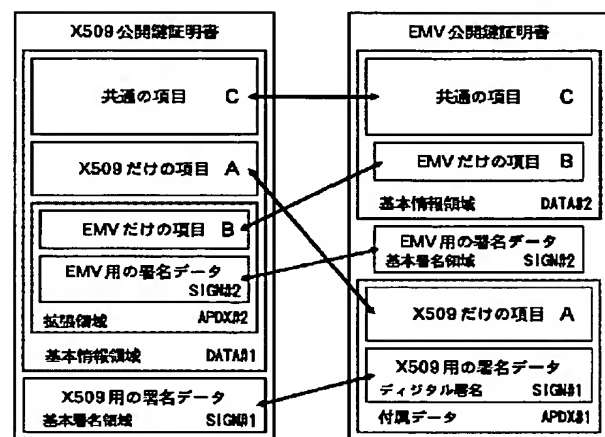 X509公開鍵証明書
共通の項目 C
X509だけの項目 A
EMVだけの項目 B
EMV用の署名データ
SIGN#2
拡張領域 APDX#2
基本情報領域 DATA#1
X509用の署名データ
基本署名領域 SIGN#1
EMV公開鍵証明書
共通の項目 C
EMVだけの項目 B
基本情報領域 DATA#2
EMV用の署名データ
基本署名領域 SIGN#2
X509だけの項目 A
X509用の署名データ
ディジタル署名 SIGN#1
付属データ APDX#1